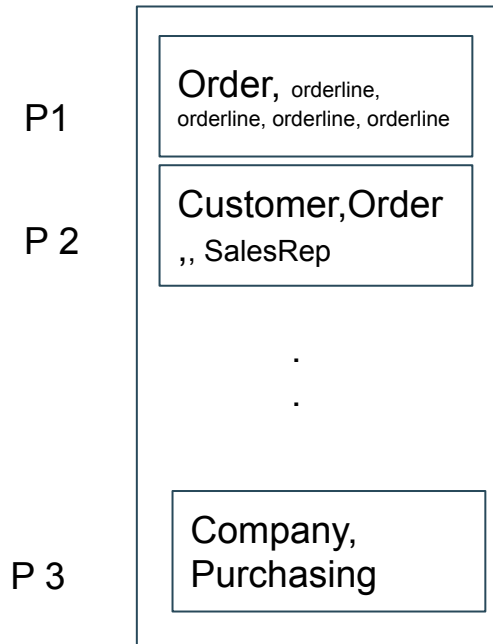 P1
Order, orderline,
orderline, orderline, orderline
P 2
Customer,Order
,, SalesRep
.
.
P 3
Company,
Purchasing